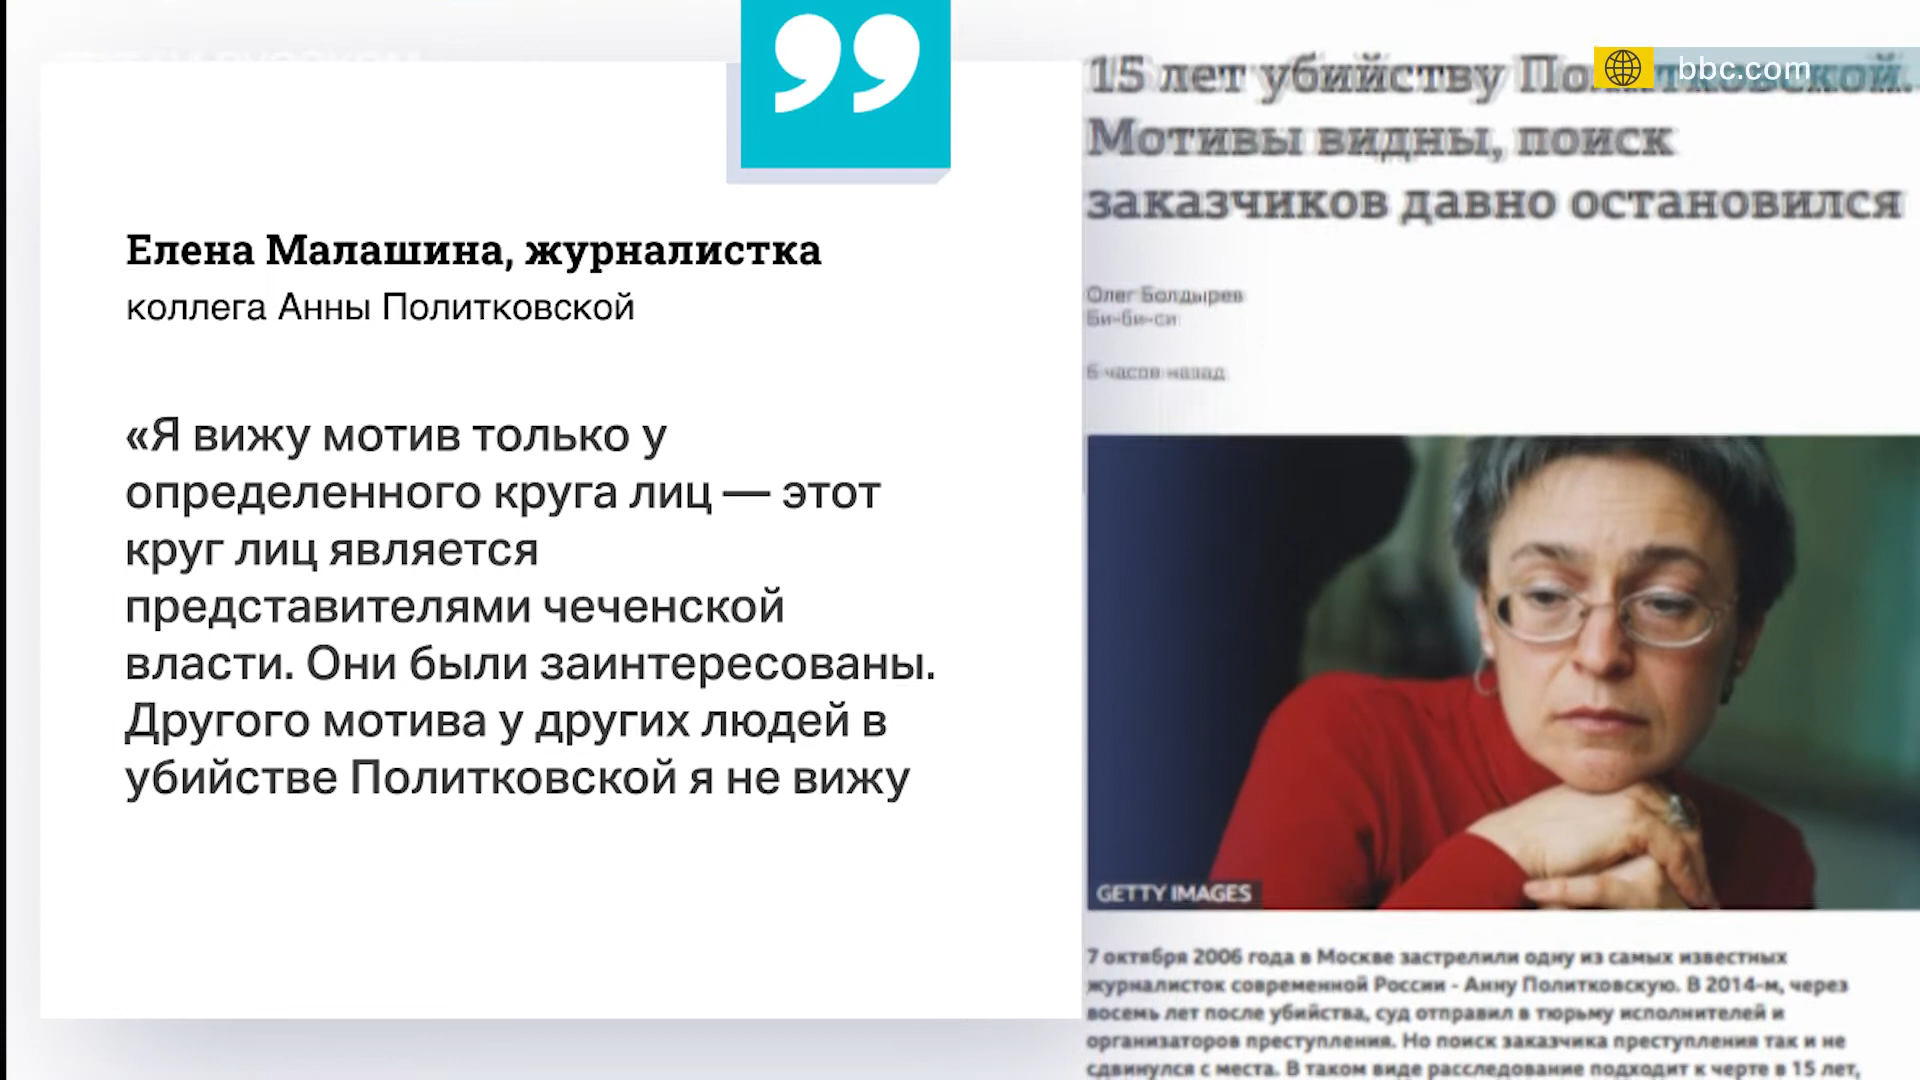 Елена Малашина, журналистка
коллега Анны Политковской
«Я вижу мотив только у
определенного круга лиц — этот
круг лиц является
представителями чеченской
власти. Они были заинтересованы.
Другого мотива у других людей в
убийстве Политковской я не вижу
bbc.com
15 лет убийству Политковской.
Мотивы видны, поиск
заказчиков давно остановился
Олег Болдырев
Би-би-си
6 часов назад
GETTY IMAGES
7 октября 2006 года в Москве застрелили одну из самых известных
журналисток современной России - Анну Политковскую. В 2014-м, через
восемь лет после убийства, суд отправил в тюрьму исполнителей и
организаторов преступления. Но поиск заказчика преступления так и не
сдвинулся с места. В таком виде расследование подходит к черте в 15 лет,